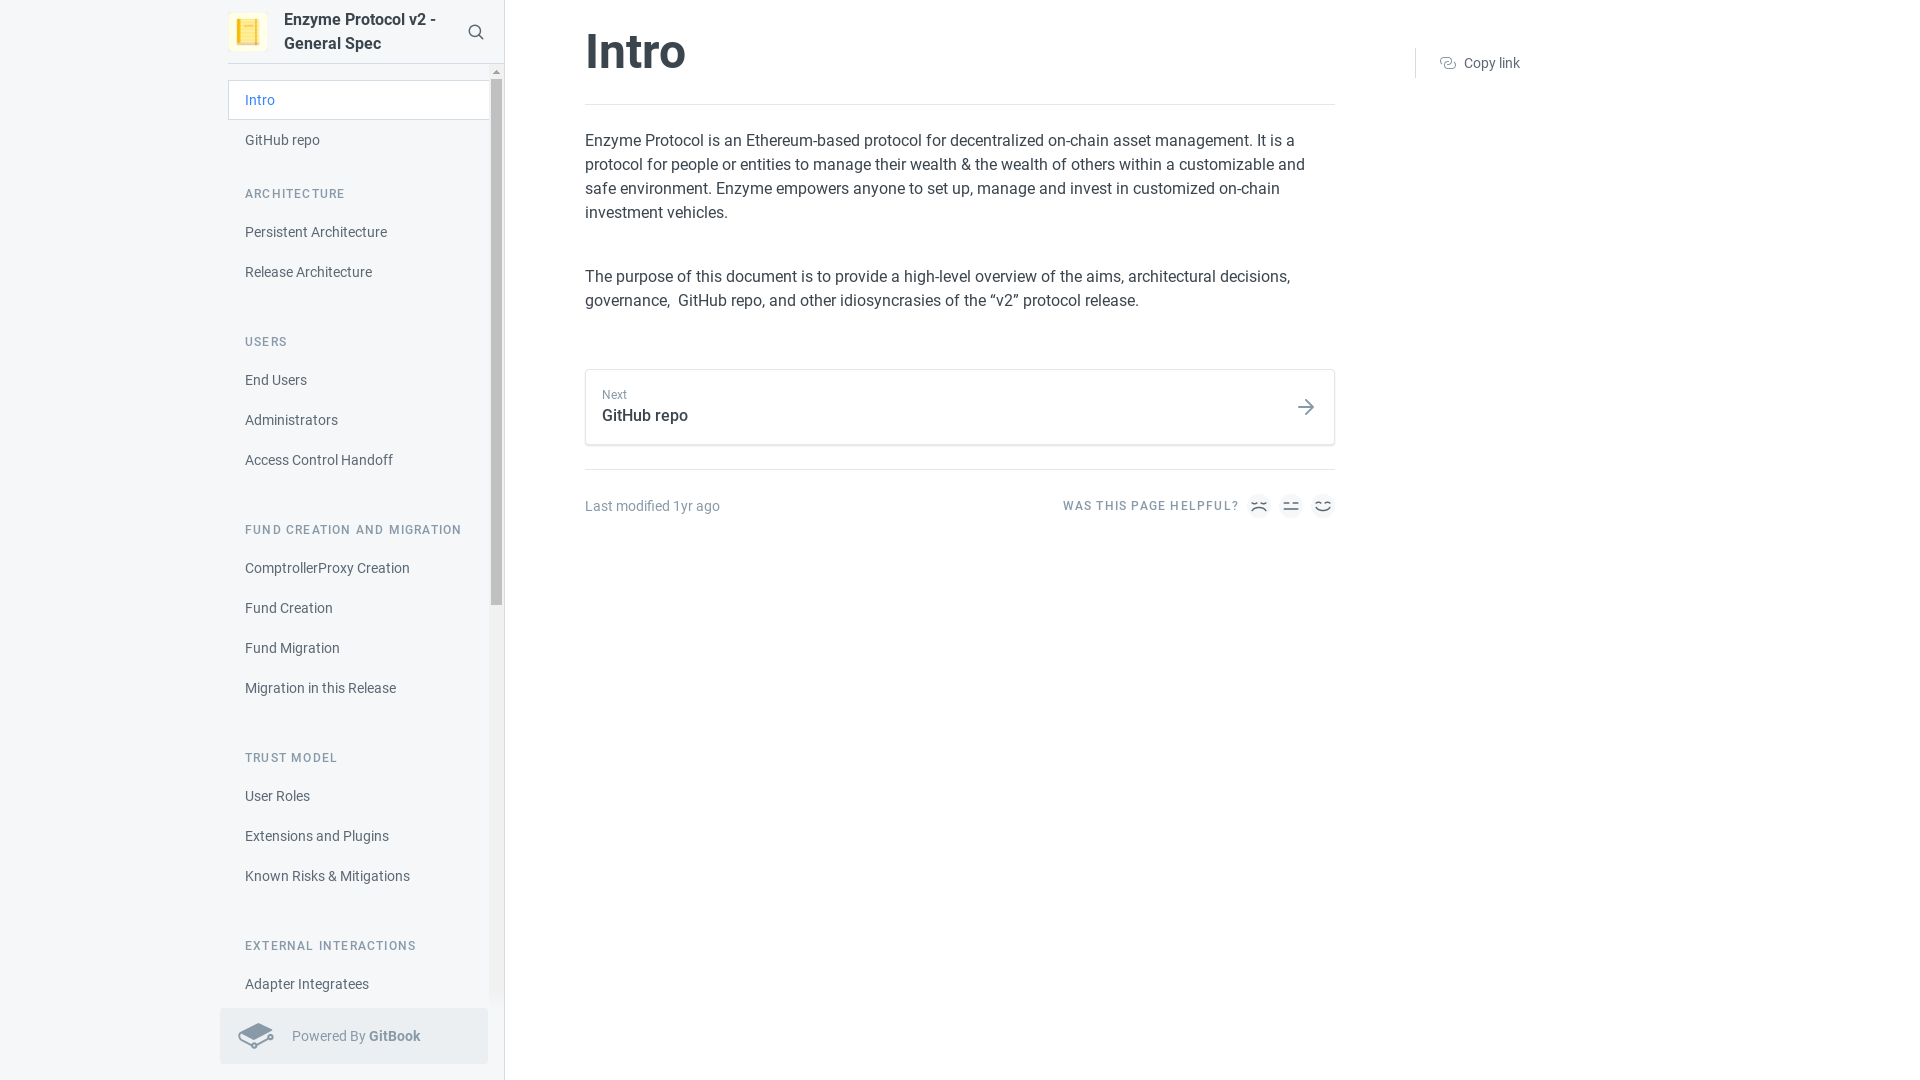 Enzyme Protocol v2 -
General Spec
Intro
GitHub repo
ARCHITECTURE
Persistent Architecture
Release Architecture
USERS
End Users
Administrators
Access Control Handoff
FUND CREATION AND MIGRATION
ComptrollerProxy Creation
Fund Creation
Fund Migration
Migration in this Release
TRUST MODEL
User Roles
Extensions and Plugins
Known Risks & Mitigations
EXTERNAL INTERACTIONS
Adapter Integratees
Powered By GitBook
Intro
Copy link
Enzyme Protocol is an Ethereum-based protocol for decentralized on-chain asset management. It is a
protocol for people or entities to manage their wealth & the wealth of others within a customizable and
safe environment. Enzyme empowers anyone to set up, manage and invest in customized on-chain
investment vehicles.
The purpose of this document is to provide a high-level overview of the aims, architectural decisions,
governance,  GitHub repo, and other idiosyncrasies of the “v2” protocol release.
Next
GitHub repo
Last modified 1yr ago
WAS THIS PAGE HELPFUL?